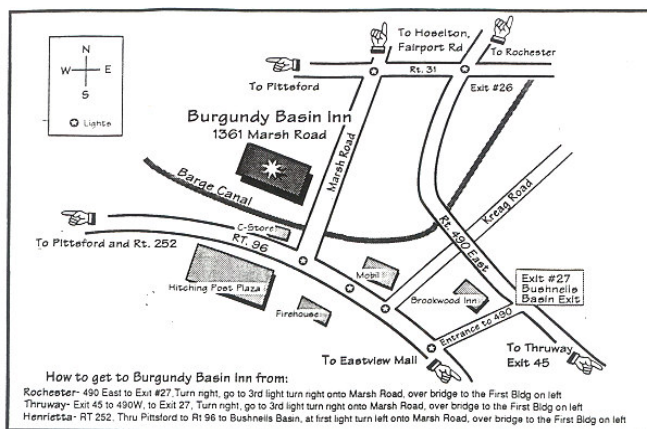 To Hoselton,
Fairport Rd
To Rochester
N
W E
S
Lights
To Pittsford
Rt. 31
Exit #26
Burgundy Basin Inn
1361 Marsh Road
Marsh Road
Barge Canal
Kreag Road
C-Store
To Pittsford and Rt. 252
RT. 96
Rt. 490 East
Mobil
Hitching Post Plaza
Firehouse
Brookwood Inn
Exit #27
Bushnells
Basin Exit
Entrance to 490
To Eastview Mall
To Thruway
Exit 45
How to get to Burgundy Basin Inn from:
Rochester- 490 East to Exit #27, Turn right, go to 3rd light turn right onto Marsh Road, over bridge to the First Bldg on left
Thruway- Exit 45 to 490W, to Exit 27, Turn right, go to 3rd light turn right onto Marsh Road, over bridge to the First Bldg on left
Henrietta- RT 252, Thru Pittsford to Rt 96 to Bushnells Basin, at first light turn left onto Marsh Road, over bridge to the First Bldg on left